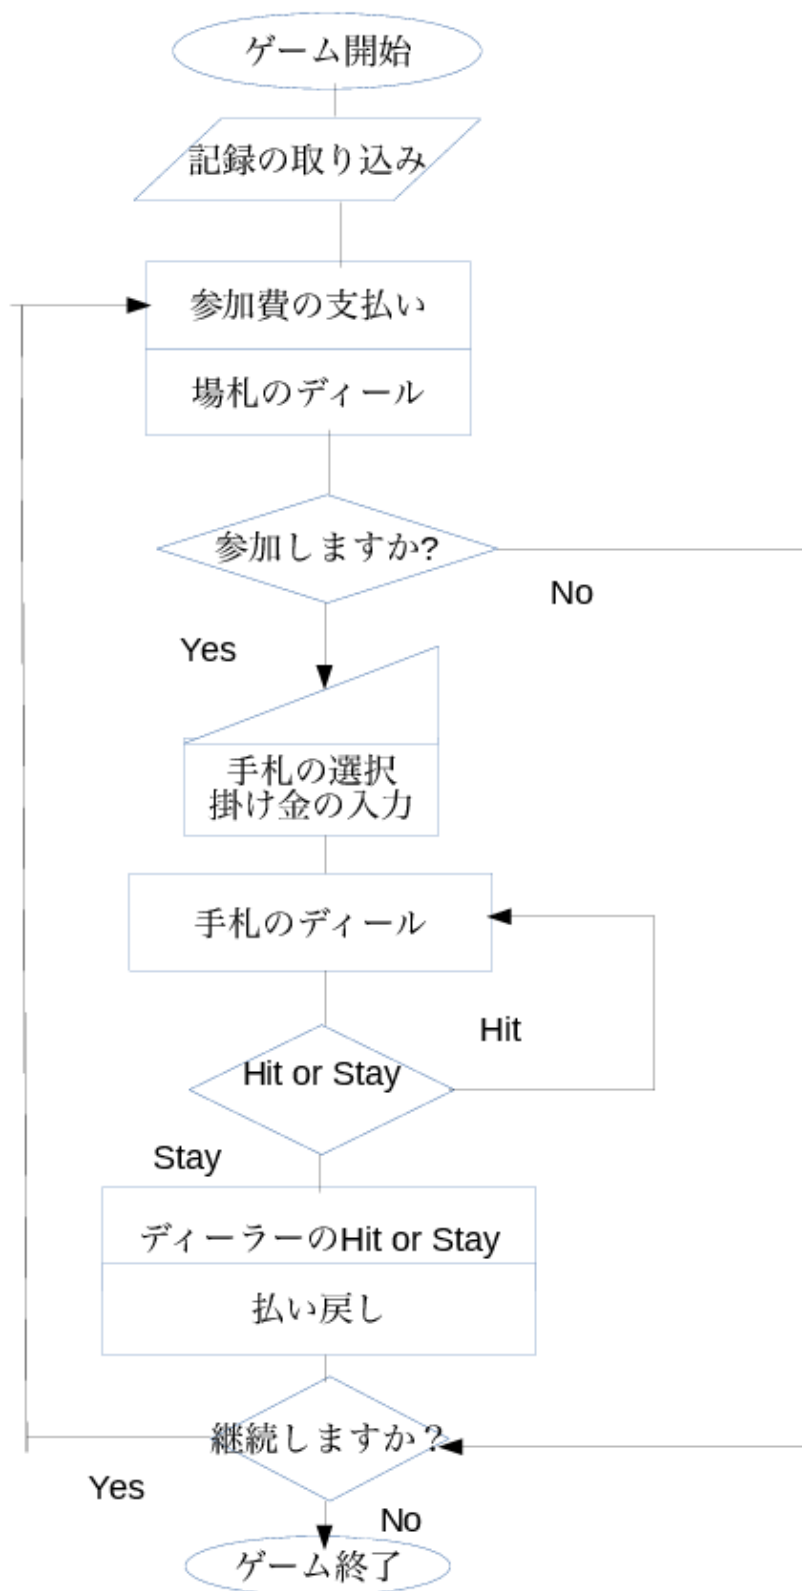 ゲーム開始
記録の取り込み
参加費の支払い
場札のディール
参加しますか?
No
Yes
手札の選択
掛け金の入力
手札のディール
Hit
Hit or Stay
Stay
ディーラーのHit or Stay
払い戻し
継続しますか？
Yes
No
ゲーム終了